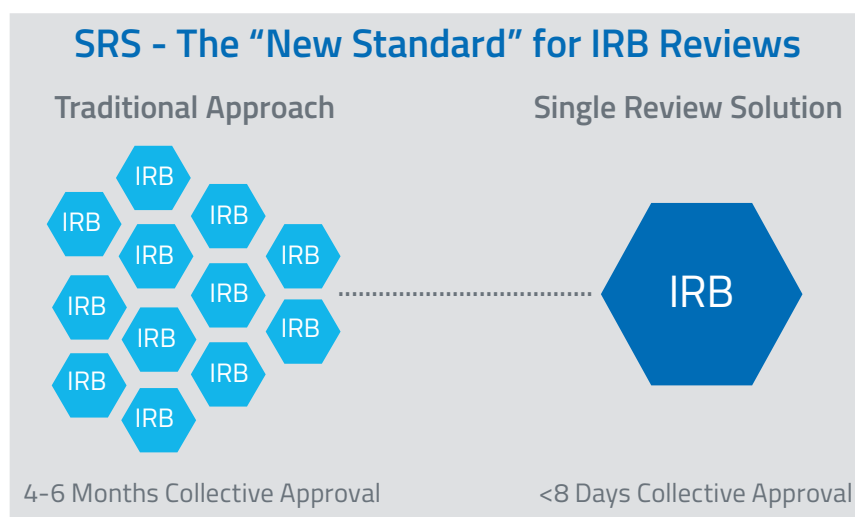 SRS - The “New Standard” for IRB Reviews
Traditional Approach
Single Review Solution
IRB
IRB
IRB
IRB
IRB
IRB
IRB
IRB
IRB
IRB
IRB
IRB
IRB
4-6 Months Collective Approval
<8 Days Collective Approval